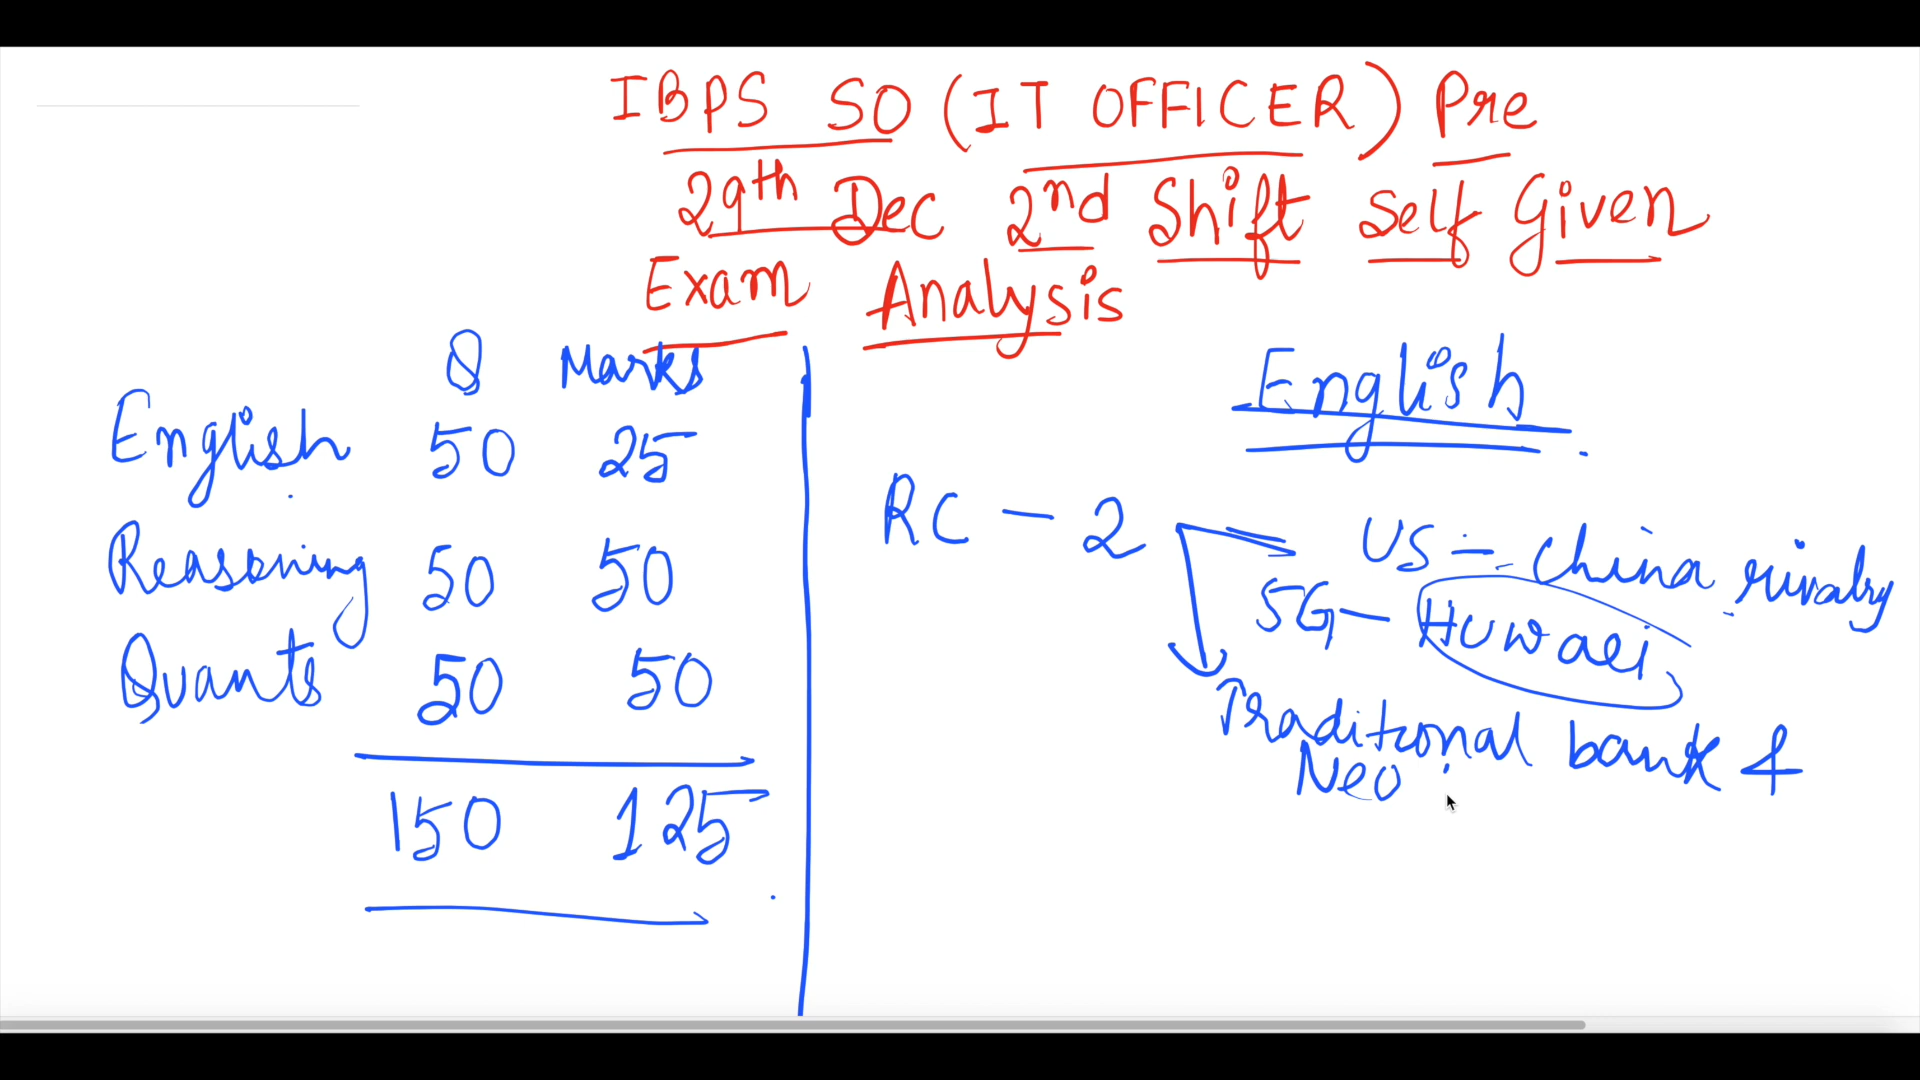 IBPS SO (IT OFFICER) Pre
29th Dec 2nd Shift Self Given
Exam Analysis
Q Marks
English 50 25
Reasoning 50 50
Quants 50 50
150 125
English
RC - 2
US - China rivalry
5G - Huwaei
Traditional bank &
Neo